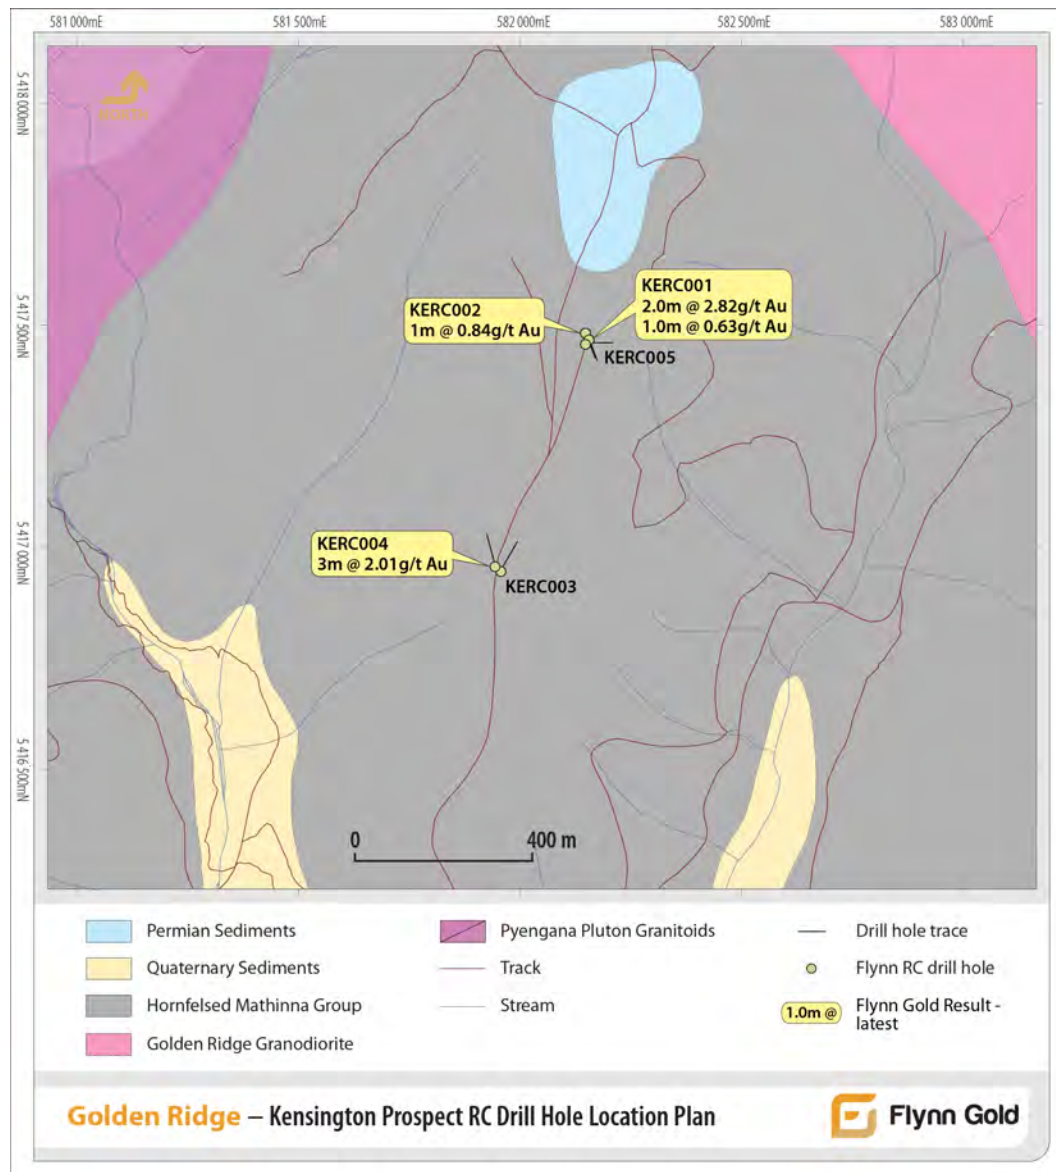 581 000mE
581 500mE
582 000mE
582 500mE
583 000mE
5 418 000mN
5 417 500mN
5 417 000mN
5 416 500mN
NORTH
KERC001
2.0m @ 2.82g/t Au
1.0m @ 0.63g/t Au
KERC002
1m @ 0.84g/t Au
KERC005
KERC004
3m @ 2.01g/t Au
KERC003
0 400 m
Permian Sediments
Quaternary Sediments
Hornfelsed Mathinna Group
Golden Ridge Granodiorite
Pyengana Pluton Granitoids
Track
Stream
Drill hole trace
Flynn RC drill hole
1.0m @
Flynn Gold Result -
latest
Golden Ridge – Kensington Prospect RC Drill Hole Location Plan
Flynn Gold